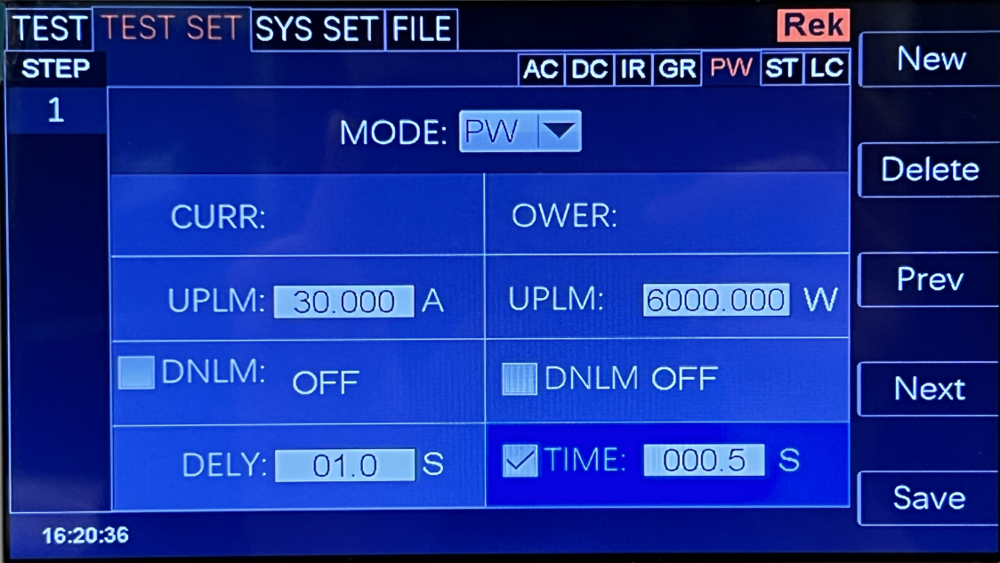 TEST TEST SET SYS SET FILE Rek
STEP AC DC IR GR PW ST LC
1
MODE: PW
CURR: OWER:
UPLM: 30.000 A UPLM: 6000.000 W
DNLM: OFF DNLM OFF
DELY: 01.0 S TIME: 000.5 S
16:20:36
New
Delete
Prev
Next
Save